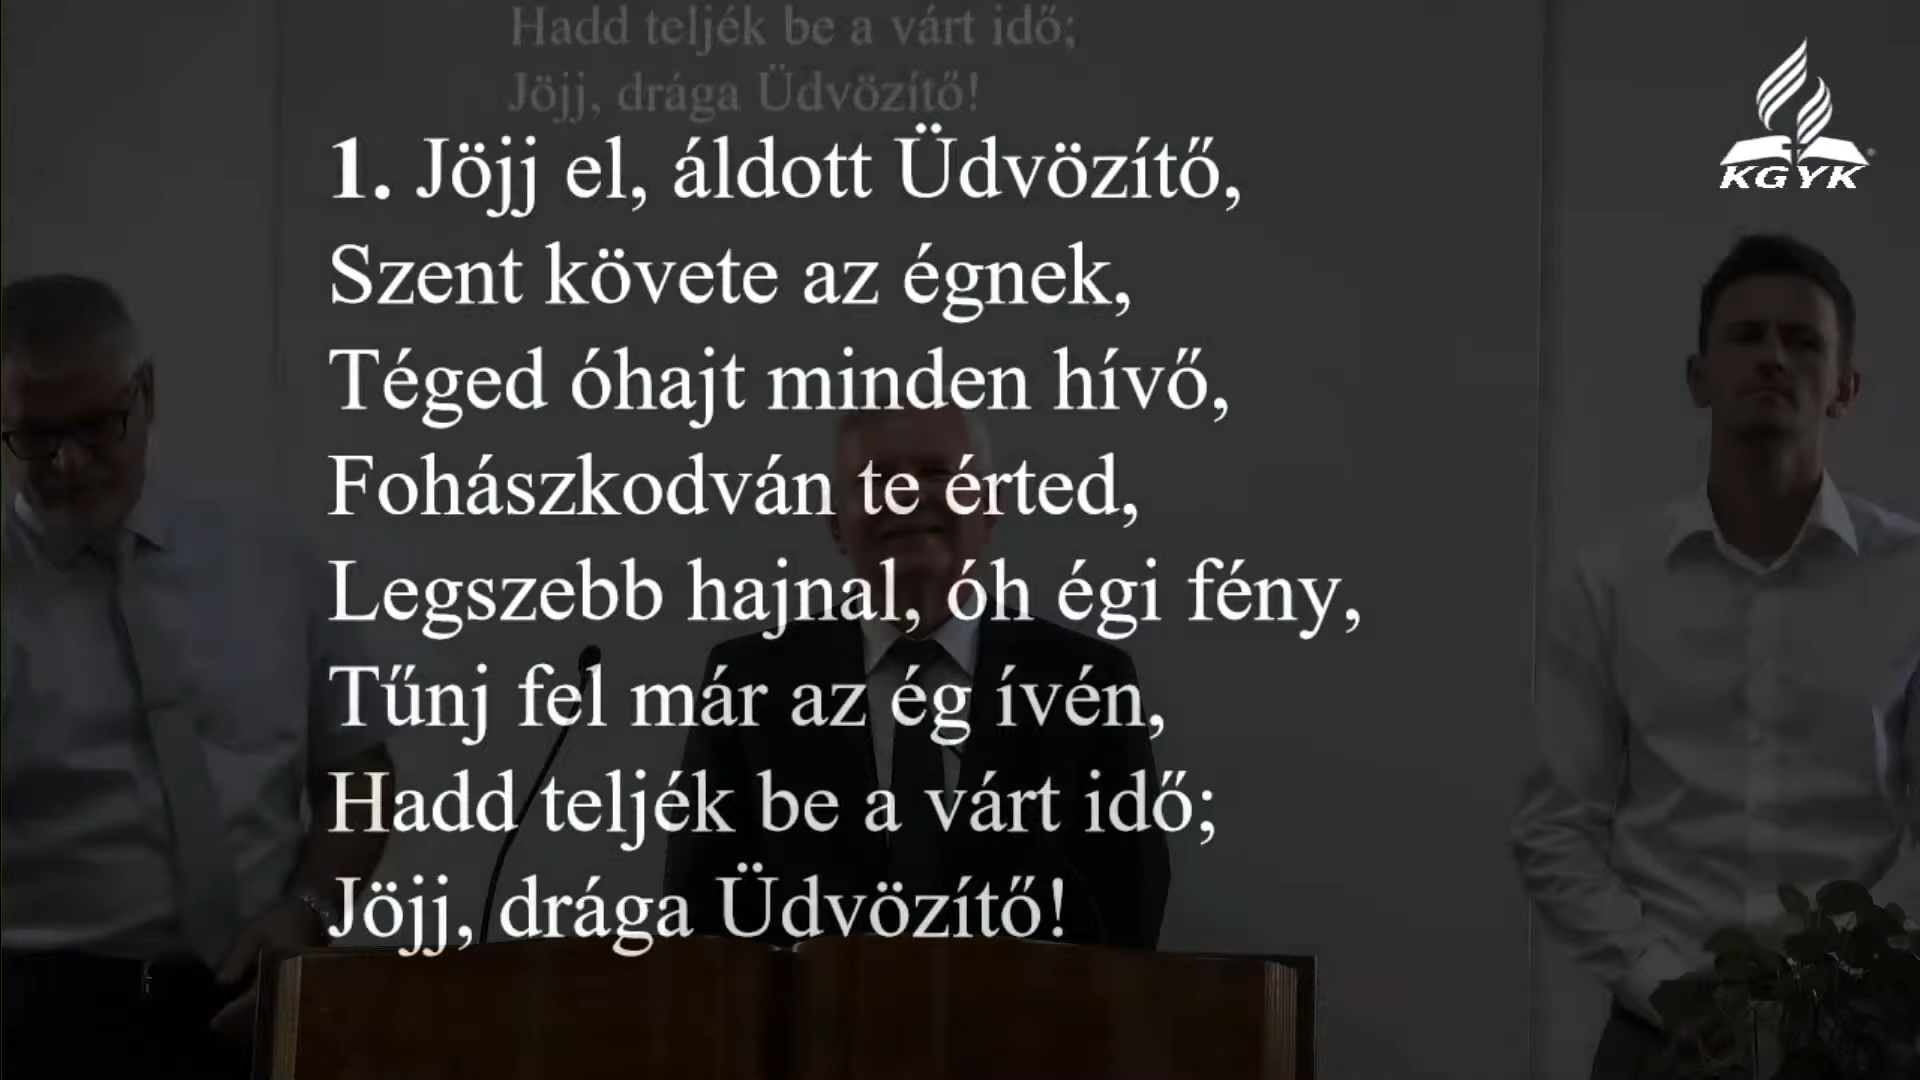 Hadd teljék be a várt idő;
Jöjj, drága Üdvözítő!
1. Jöjj el, áldott Üdvözítő,
Szent követe az égnek,
Téged óhajt minden hívő,
Fohászkodván te érted,
Legszebb hajnal, óh égi fény,
Tűnj fel már az ég ívén,
Hadd teljék be a várt idő;
Jöjj, drága Üdvözítő!
KGYK